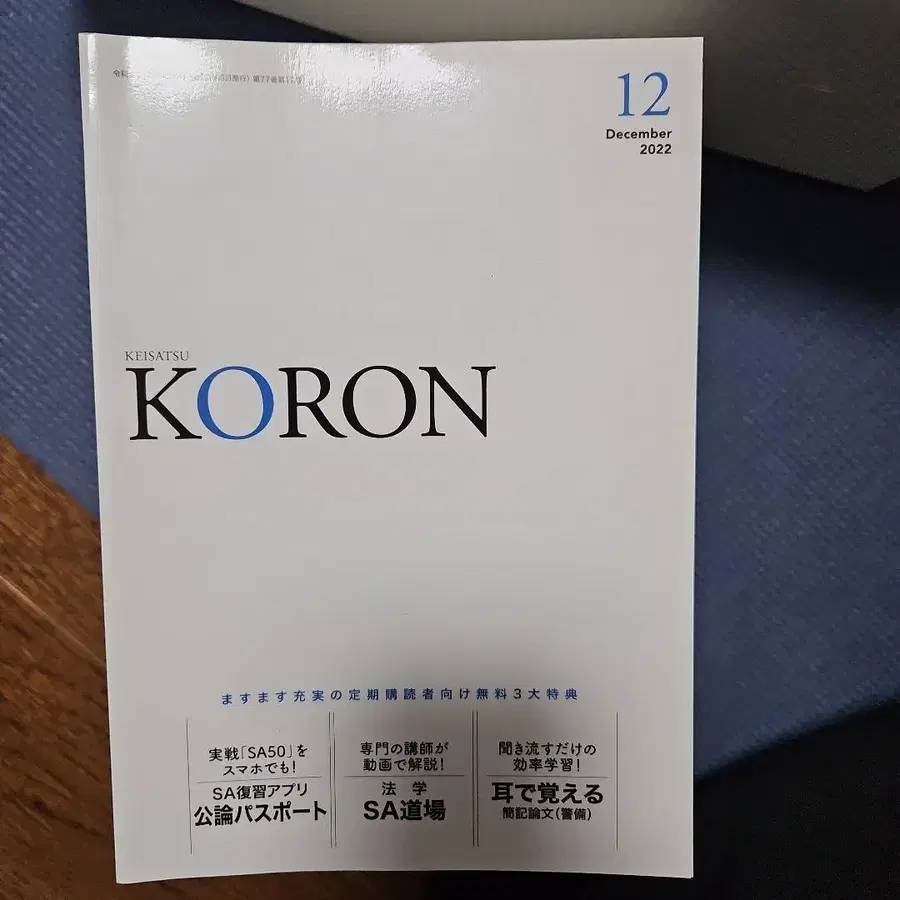 第77巻
12
December
2022
KEISATSU
KORON
ますます充実の定期購読者向け無料3大特典
実戦「SA50」を
スマホでも!
SA復習アプリ
公論パスポート
専門の講師が
動画で解説!
法学
SA道場
聞き流すだけの
効率学習!
耳で覚える
簡記論文(警備)